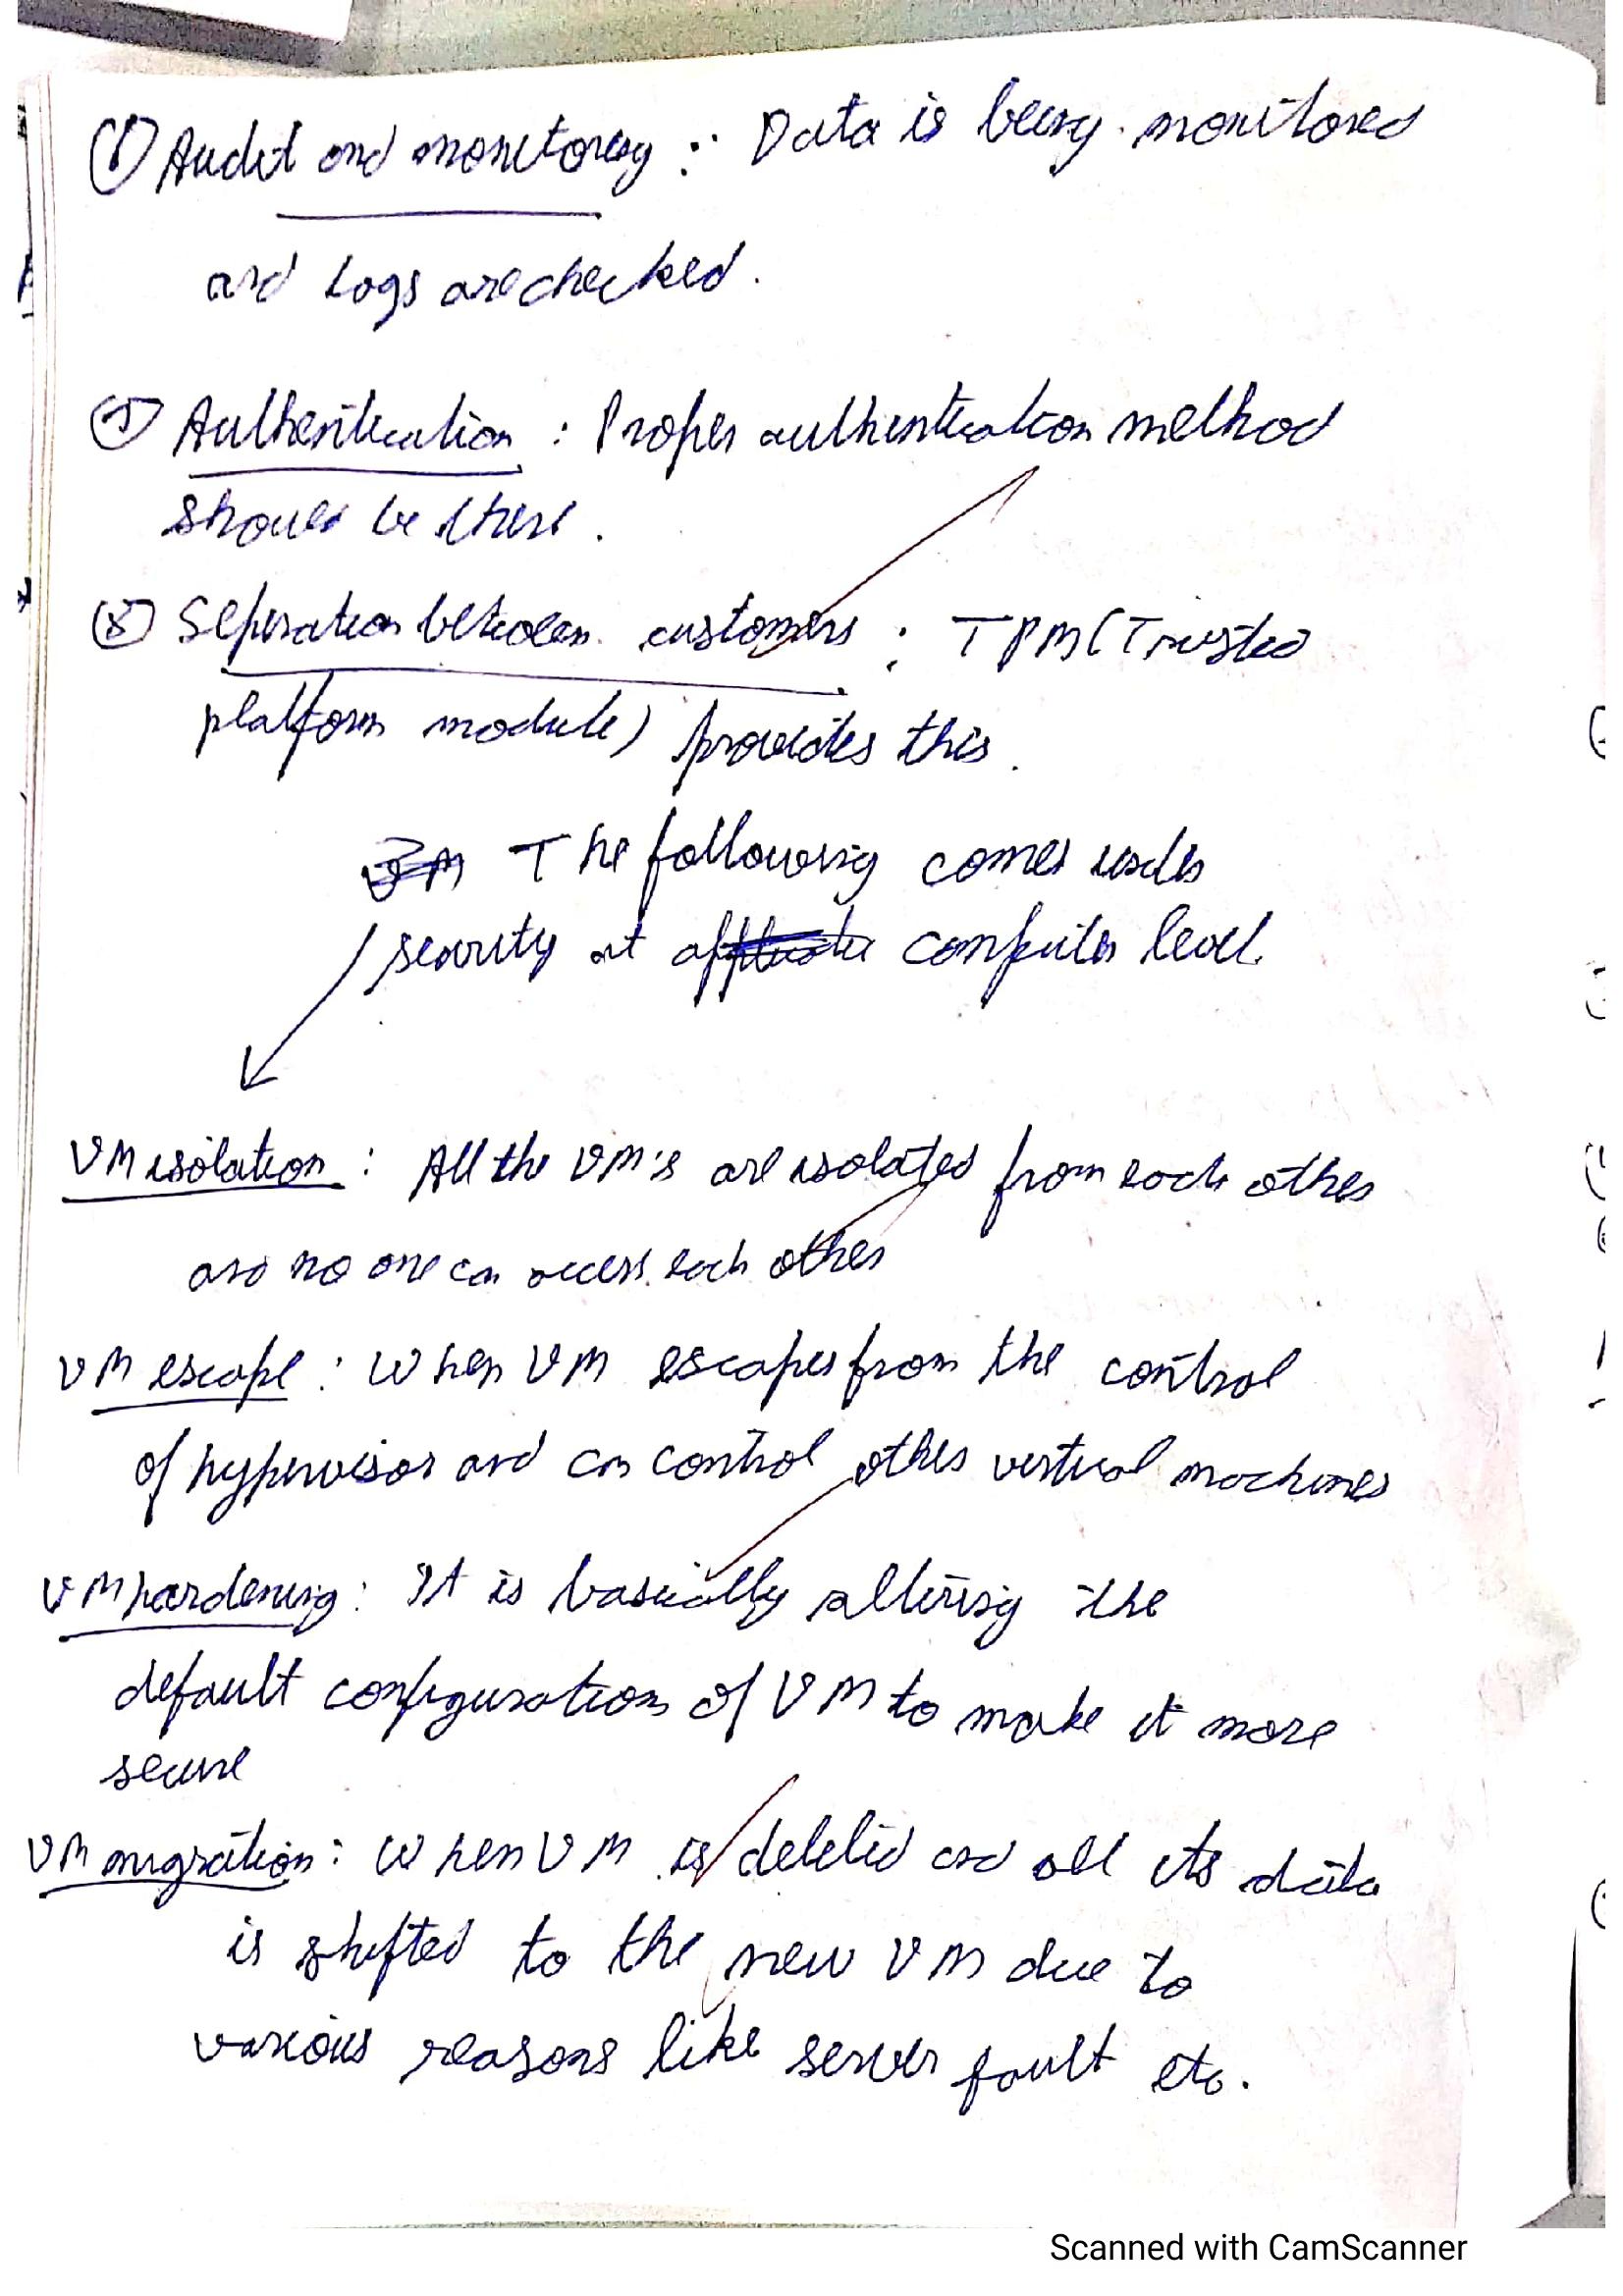 (6) Audit and monitoring : Data is being monitored
and Logs are checked.
(7) Authentication : Proper authentication method
should be there.
(8) Seperation between customers : TPM (Trusted
platform module) provides this.
The following comes under
security at computer level.
VM isolation : All the VM's are isolated from each other
and no one can access each other
VM escape : When VM escapes from the control
of hypervisor and can control other virtual machines
VM hardening : It is basically altering the
default configuration of VM to make it more
secure
VM migration : When VM is deleted and all its data
is shifted to the new VM due to
various reasons like server fault etc.
Scanned with CamScanner